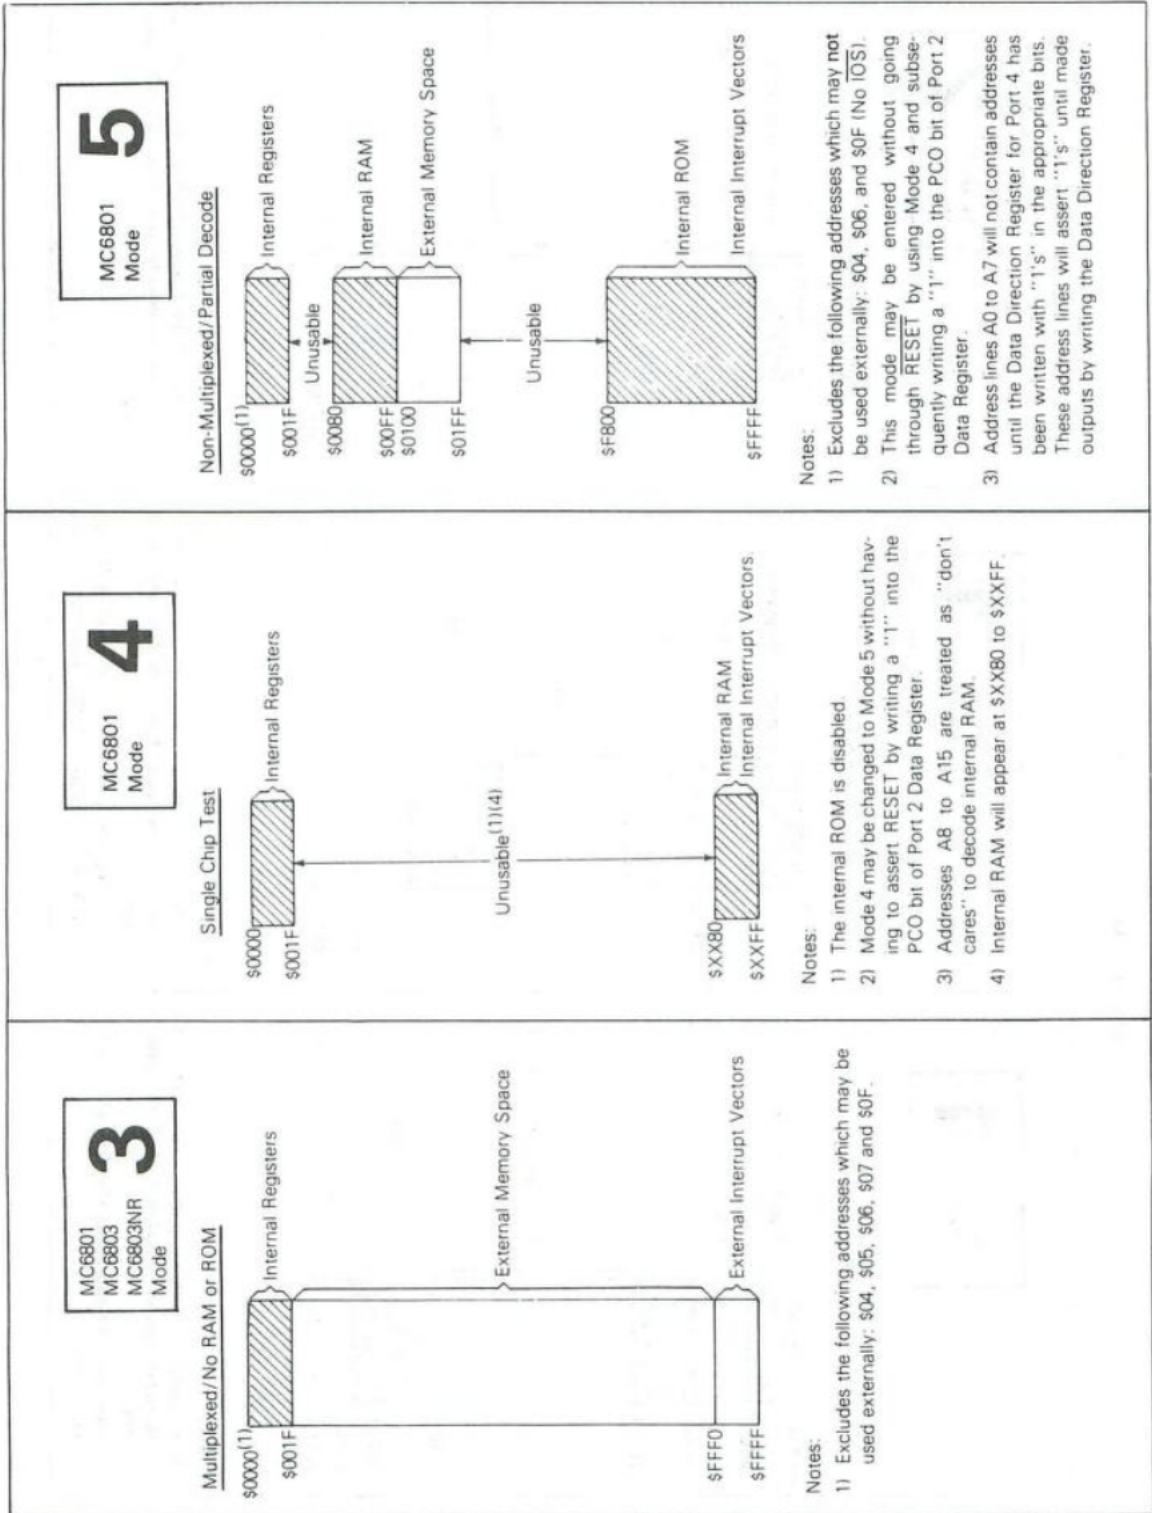 MC6801
MC6803
MC6803NR
Mode
3
Multiplexed/No RAM or ROM
$0000(1)
$001F
Internal Registers
External Memory Space
$FFF0
$FFFF
External Interrupt Vectors
Notes:
1) Excludes the following addresses which may be
used externally: $04, $05, $06, $07 and $0F.
MC6801
Mode
4
Single Chip Test
$0000
$001F
Internal Registers
Unusable(1)(4)
$XX80
$XXFF
Internal RAM
Internal Interrupt Vectors
Notes:
1) The internal ROM is disabled.
2) Mode 4 may be changed to Mode 5 without hav-
ing to assert RESET by writing a "1" into the
PCO bit of Port 2 Data Register.
3) Addresses A8 to A15 are treated as "don't
cares" to decode internal RAM.
4) Internal RAM will appear at $XX80 to $XXFF.
MC6801
Mode
5
Non-Multiplexed/Partial Decode
$0000(1)
$001F
Internal Registers
Unusable
$0080
$00FF
Internal RAM
$0100
$01FF
External Memory Space
Unusable
$F800
$FFFF
Internal ROM
Internal Interrupt Vectors
Notes:
1) Excludes the following addresses which may not
be used externally: $04, $06, and $0F (No IOS).
2) This mode may be entered without going
through RESET by using Mode 4 and subse-
quently writing a "1" into the PCO bit of Port 2
Data Register.
3) Address lines A0 to A7 will not contain addresses
until the Data Direction Register for Port 4 has
been written with "1's" in the appropriate bits.
These address lines will assert "1's" until made
outputs by writing the Data Direction Register.